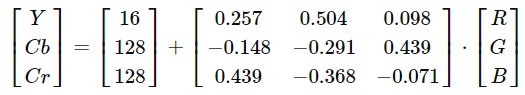 Y 16 0.257 0.504 0.098 R
Cb = 128 + −0.148 −0.291 0.439 · G
Cr 128 0.439 −0.368 −0.071 B